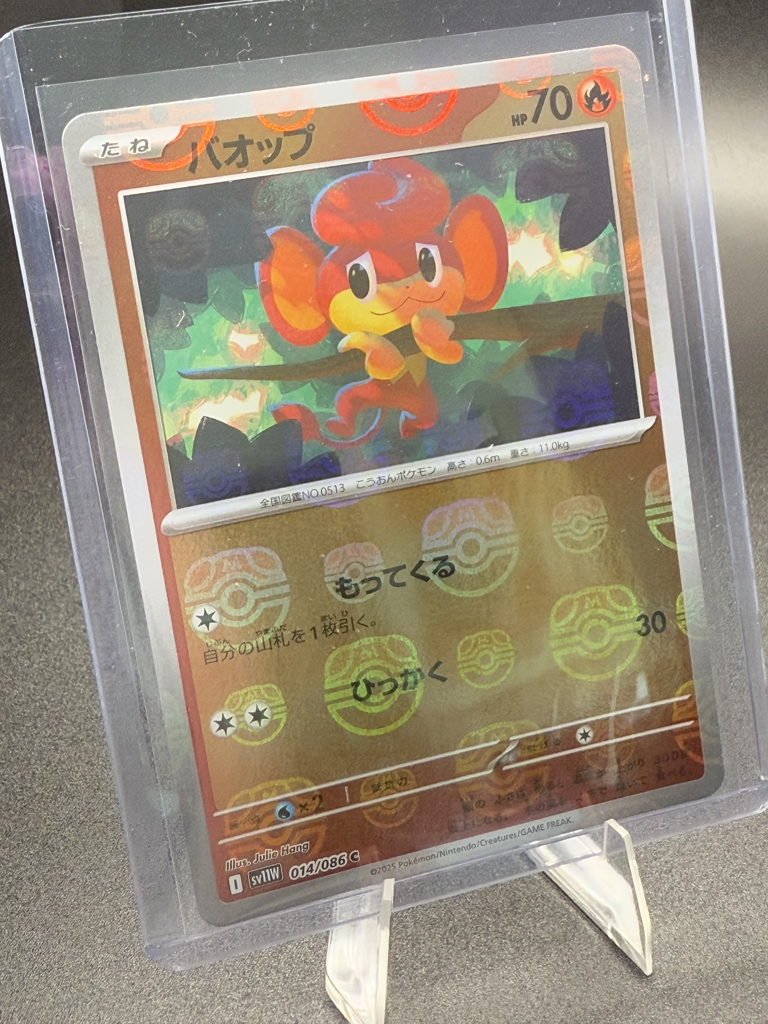 たね
バオップ
HP70
全国図鑑NO.0513 こうおんポケモン 高さ:0.6m 重さ:11.0kg
もってくる
自分の山札を1枚引く。
ひっかく 30
×2
Illus. Julie Hang
I sv11W 014/086 C
©2025 Pokémon/Nintendo/Creatures/GAME FREAK.